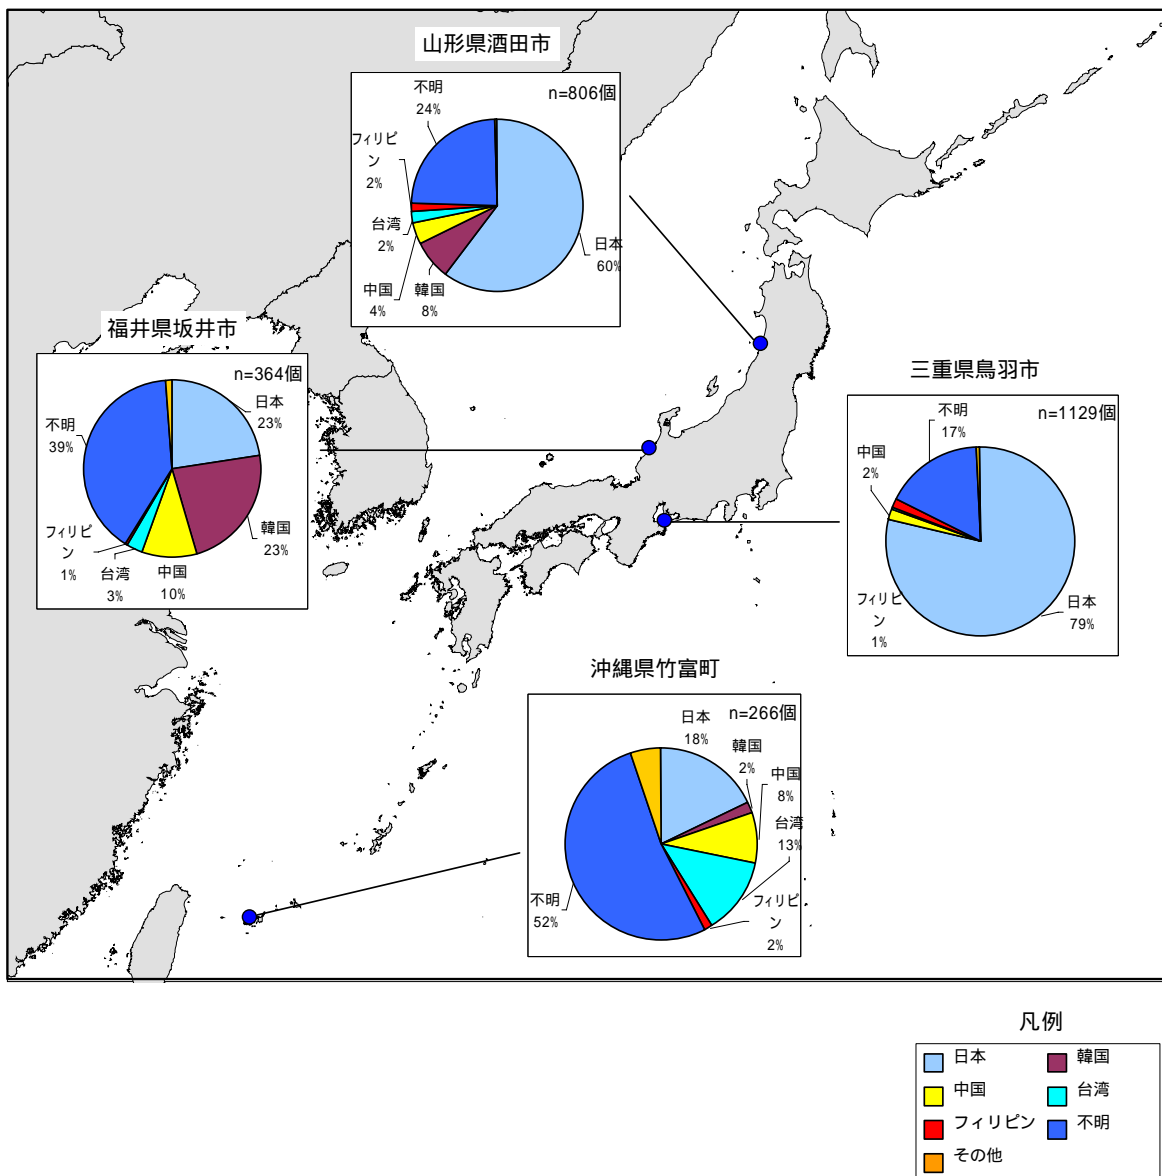 山形県酒田市
n=806個
不明
24%
フィリピ
ン
2%
台湾
2%
中国
4%
韓国
8%
日本
60%
福井県坂井市
n=364個
日本
23%
不明
39%
フィリピ
ン
1%
台湾
3%
中国
10%
韓国
23%
三重県鳥羽市
n=1129個
不明
17%
中国
2%
フィリピ
ン
1%
日本
79%
沖縄県竹富町
n=266個
日本
18%
韓国
2%
中国
8%
台湾
13%
フィリピ
ン
2%
不明
52%
凡例
日本
韓国
中国
台湾
フィリピン
不明
その他